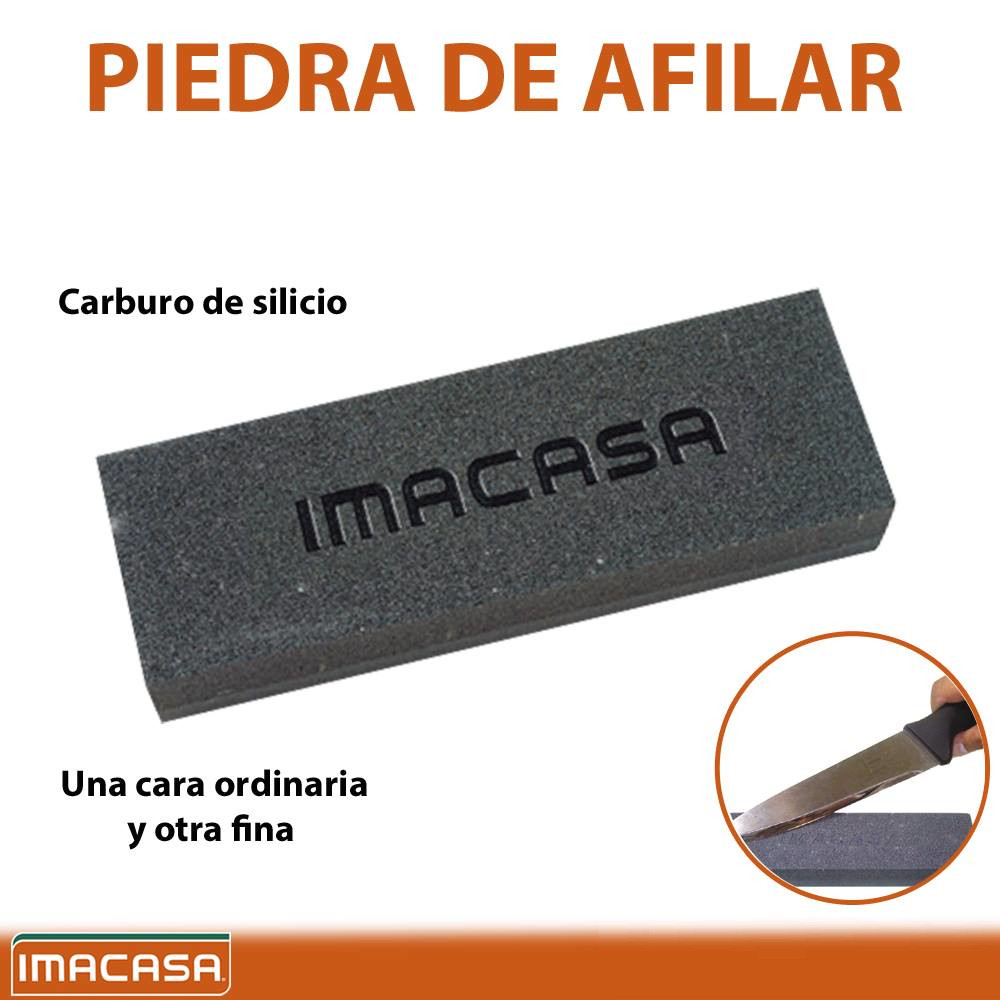 PIEDRA DE AFILAR
Carburo de silicio
IMACASA
Una cara ordinaria
y otra fina
IMACASA®